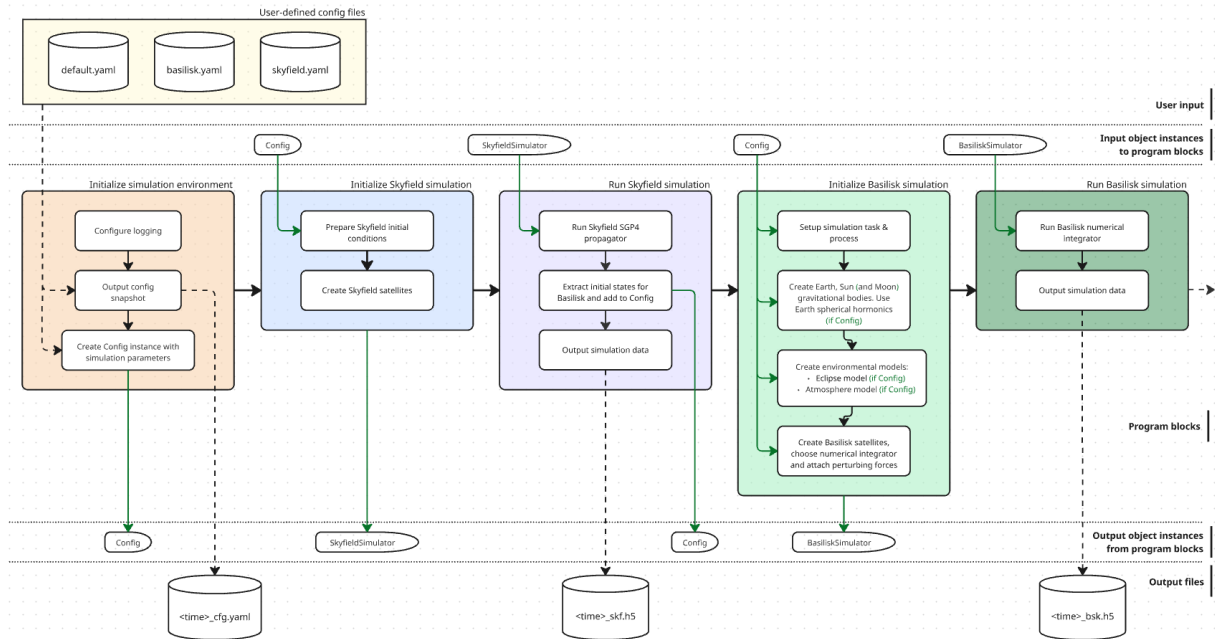 User-defined config files
default.yaml
basilisk.yaml
skyfield.yaml
User input
Config
SkyfieldSimulator
Config
BasiliskSimulator
Input object instances
to program blocks
Initialize simulation environment
Configure logging
Output config
snapshot
Create Config instance with
simulation parameters
Initialize Skyfield simulation
Prepare Skyfield initial
conditions
Create Skyfield satellites
Run Skyfield simulation
Run Skyfield SGP4
propagator
Extract initial states for
Basilisk and add to Config
Output simulation data
Initialize Basilisk simulation
Setup simulation task &
process
Create Earth, Sun (and Moon)
gravitational bodies. Use
Earth spherical hormonics
(if Config)
Create environmental models:
• Eclipse model (if Config)
• Atmosphere model (if Config)
Create Basilisk satellites,
choose numerical integrator
and attach perturbing forces
Run Basilisk simulation
Run Basilisk numerical
integrator
Output simulation data
Program blocks
Config
SkyfieldSimulator
Config
BasiliskSimulator
Output object instances
from program blocks
Output files
<time>_cfg.yaml
<time>_skf.h5
<time>_bsk.h5